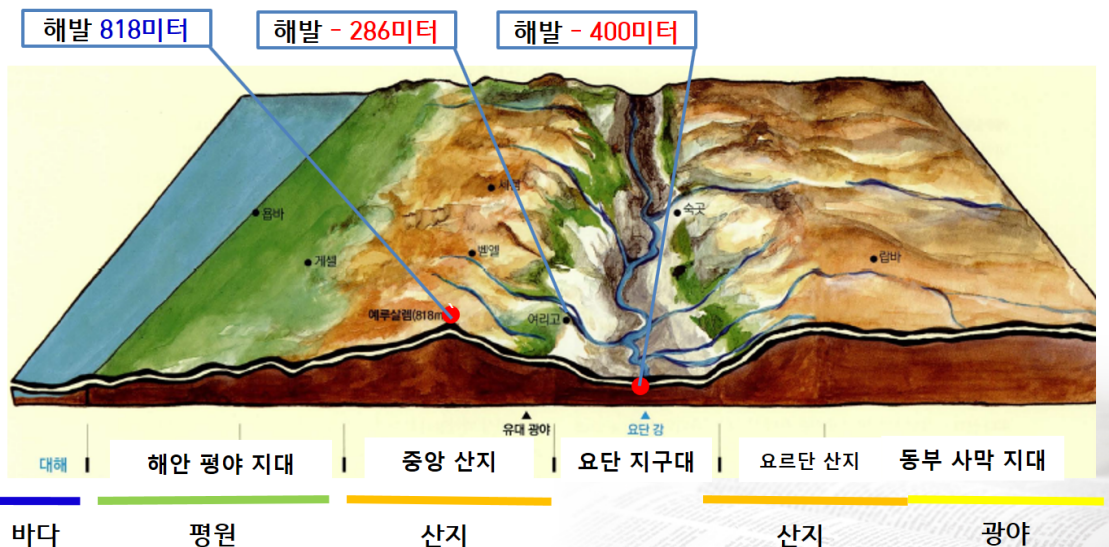 해발 818미터
해발 - 286미터
해발 - 400미터
세겜
욥바
숙곳
벧엘
게셀
랍바
예루살렘(818m
여리고
유대 광야
요단 강
대해
해안 평야 지대
중앙 산지
요단 지구대
요르단 산지
동부 사막 지대
바다
평원
산지
산지
광야